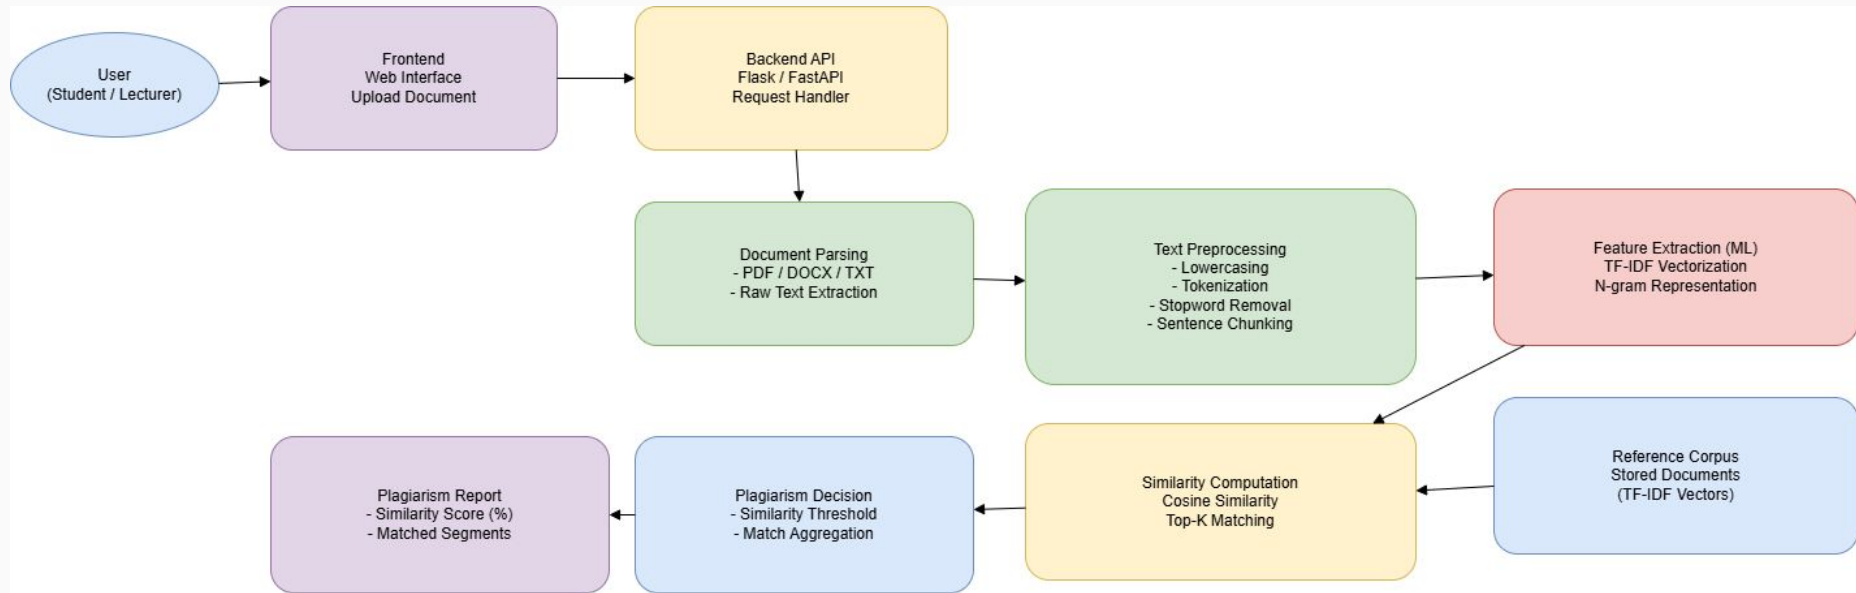 User
(Student / Lecturer)
Frontend
Web Interface
Upload Document
Backend API
Flask / FastAPI
Request Handler
Document Parsing
- PDF / DOCX / TXT
- Raw Text Extraction
Text Preprocessing
- Lowercasing
- Tokenization
- Stopword Removal
- Sentence Chunking
Feature Extraction (ML)
TF-IDF Vectorization
N-gram Representation
Reference Corpus
Stored Documents
(TF-IDF Vectors)
Similarity Computation
Cosine Similarity
Top-K Matching
Plagiarism Decision
- Similarity Threshold
- Match Aggregation
Plagiarism Report
- Similarity Score (%)
- Matched Segments